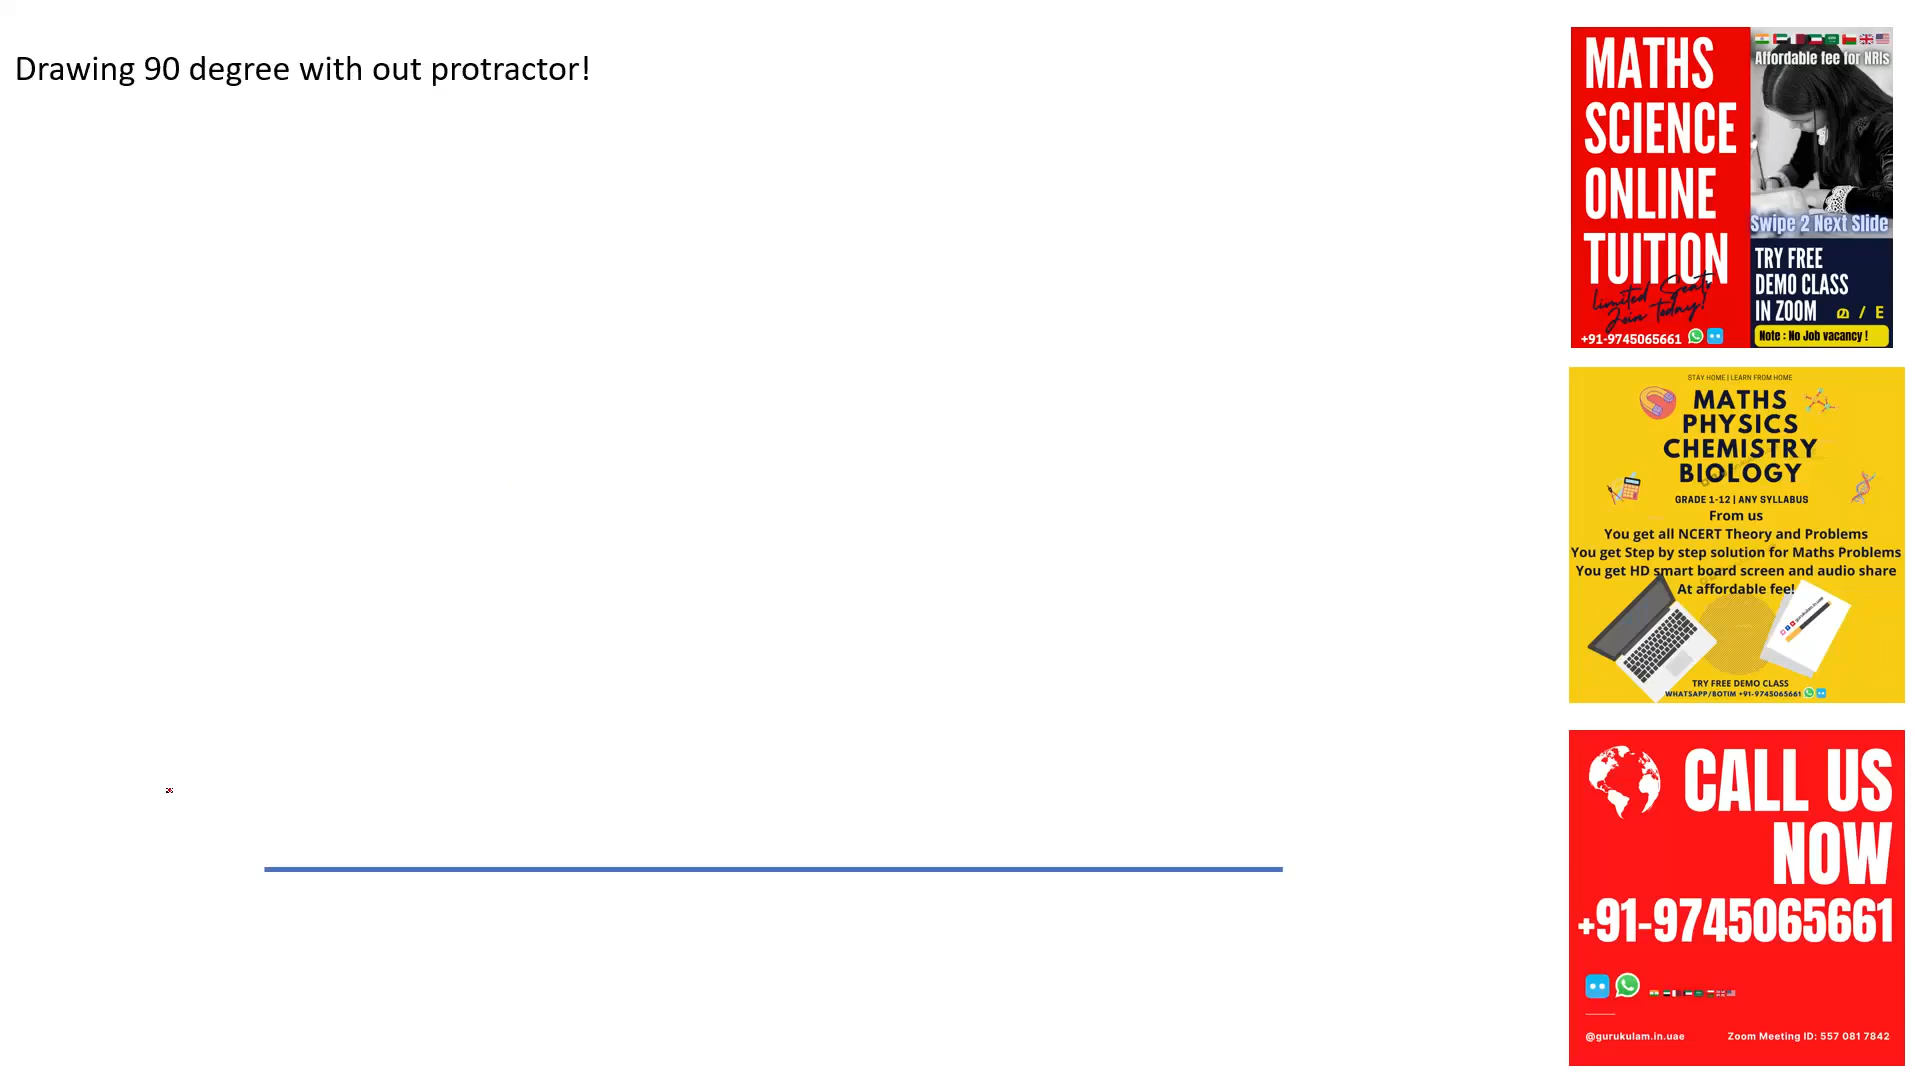 Drawing 90 degree with out protractor!
MATHS
SCIENCE
ONLINE
TUITION
Limited Seats
Join Today!
+91-9745065661
Affordable fee for NRIs
Swipe 2 Next Slide
TRY FREE
DEMO CLASS
IN ZOOM
മ / E
Note : No Job vacancy !
STAY HOME | LEARN FROM HOME
MATHS
PHYSICS
CHEMISTRY
BIOLOGY
GRADE 1-12 | ANY SYLLABUS
From us
You get all NCERT Theory and Problems
You get Step by step solution for Maths Problems
You get HD smart board screen and audio share
At affordable fee!
TRY FREE DEMO CLASS
WHATSAPP/BOTIM +91-9745065661
CALL US
NOW
+91-9745065661
@gurukulam.in.uae
Zoom Meeting ID: 557 081 7842